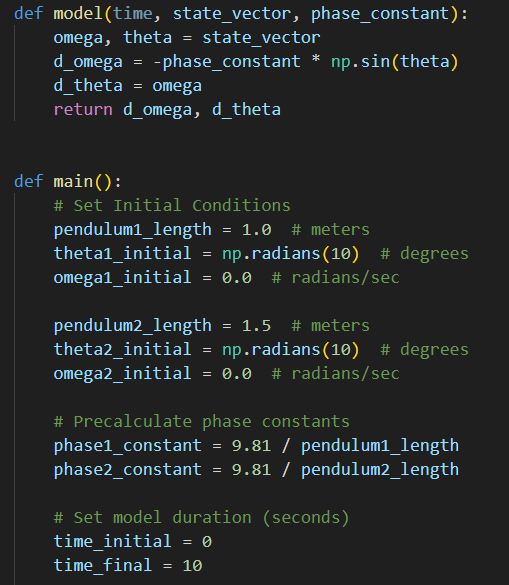 def model(time, state_vector, phase_constant):
    omega, theta = state_vector
    d_omega = -phase_constant * np.sin(theta)
    d_theta = omega
    return d_omega, d_theta
def main():
    # Set Initial Conditions
    pendulum1_length = 1.0  # meters
    theta1_initial = np.radians(10)  # degrees
    omega1_initial = 0.0  # radians/sec
    pendulum2_length = 1.5  # meters
    theta2_initial = np.radians(10)  # degrees
    omega2_initial = 0.0  # radians/sec
    # Precalculate phase constants
    phase1_constant = 9.81 / pendulum1_length
    phase2_constant = 9.81 / pendulum2_length
    # Set model duration (seconds)
    time_initial = 0
    time_final = 10